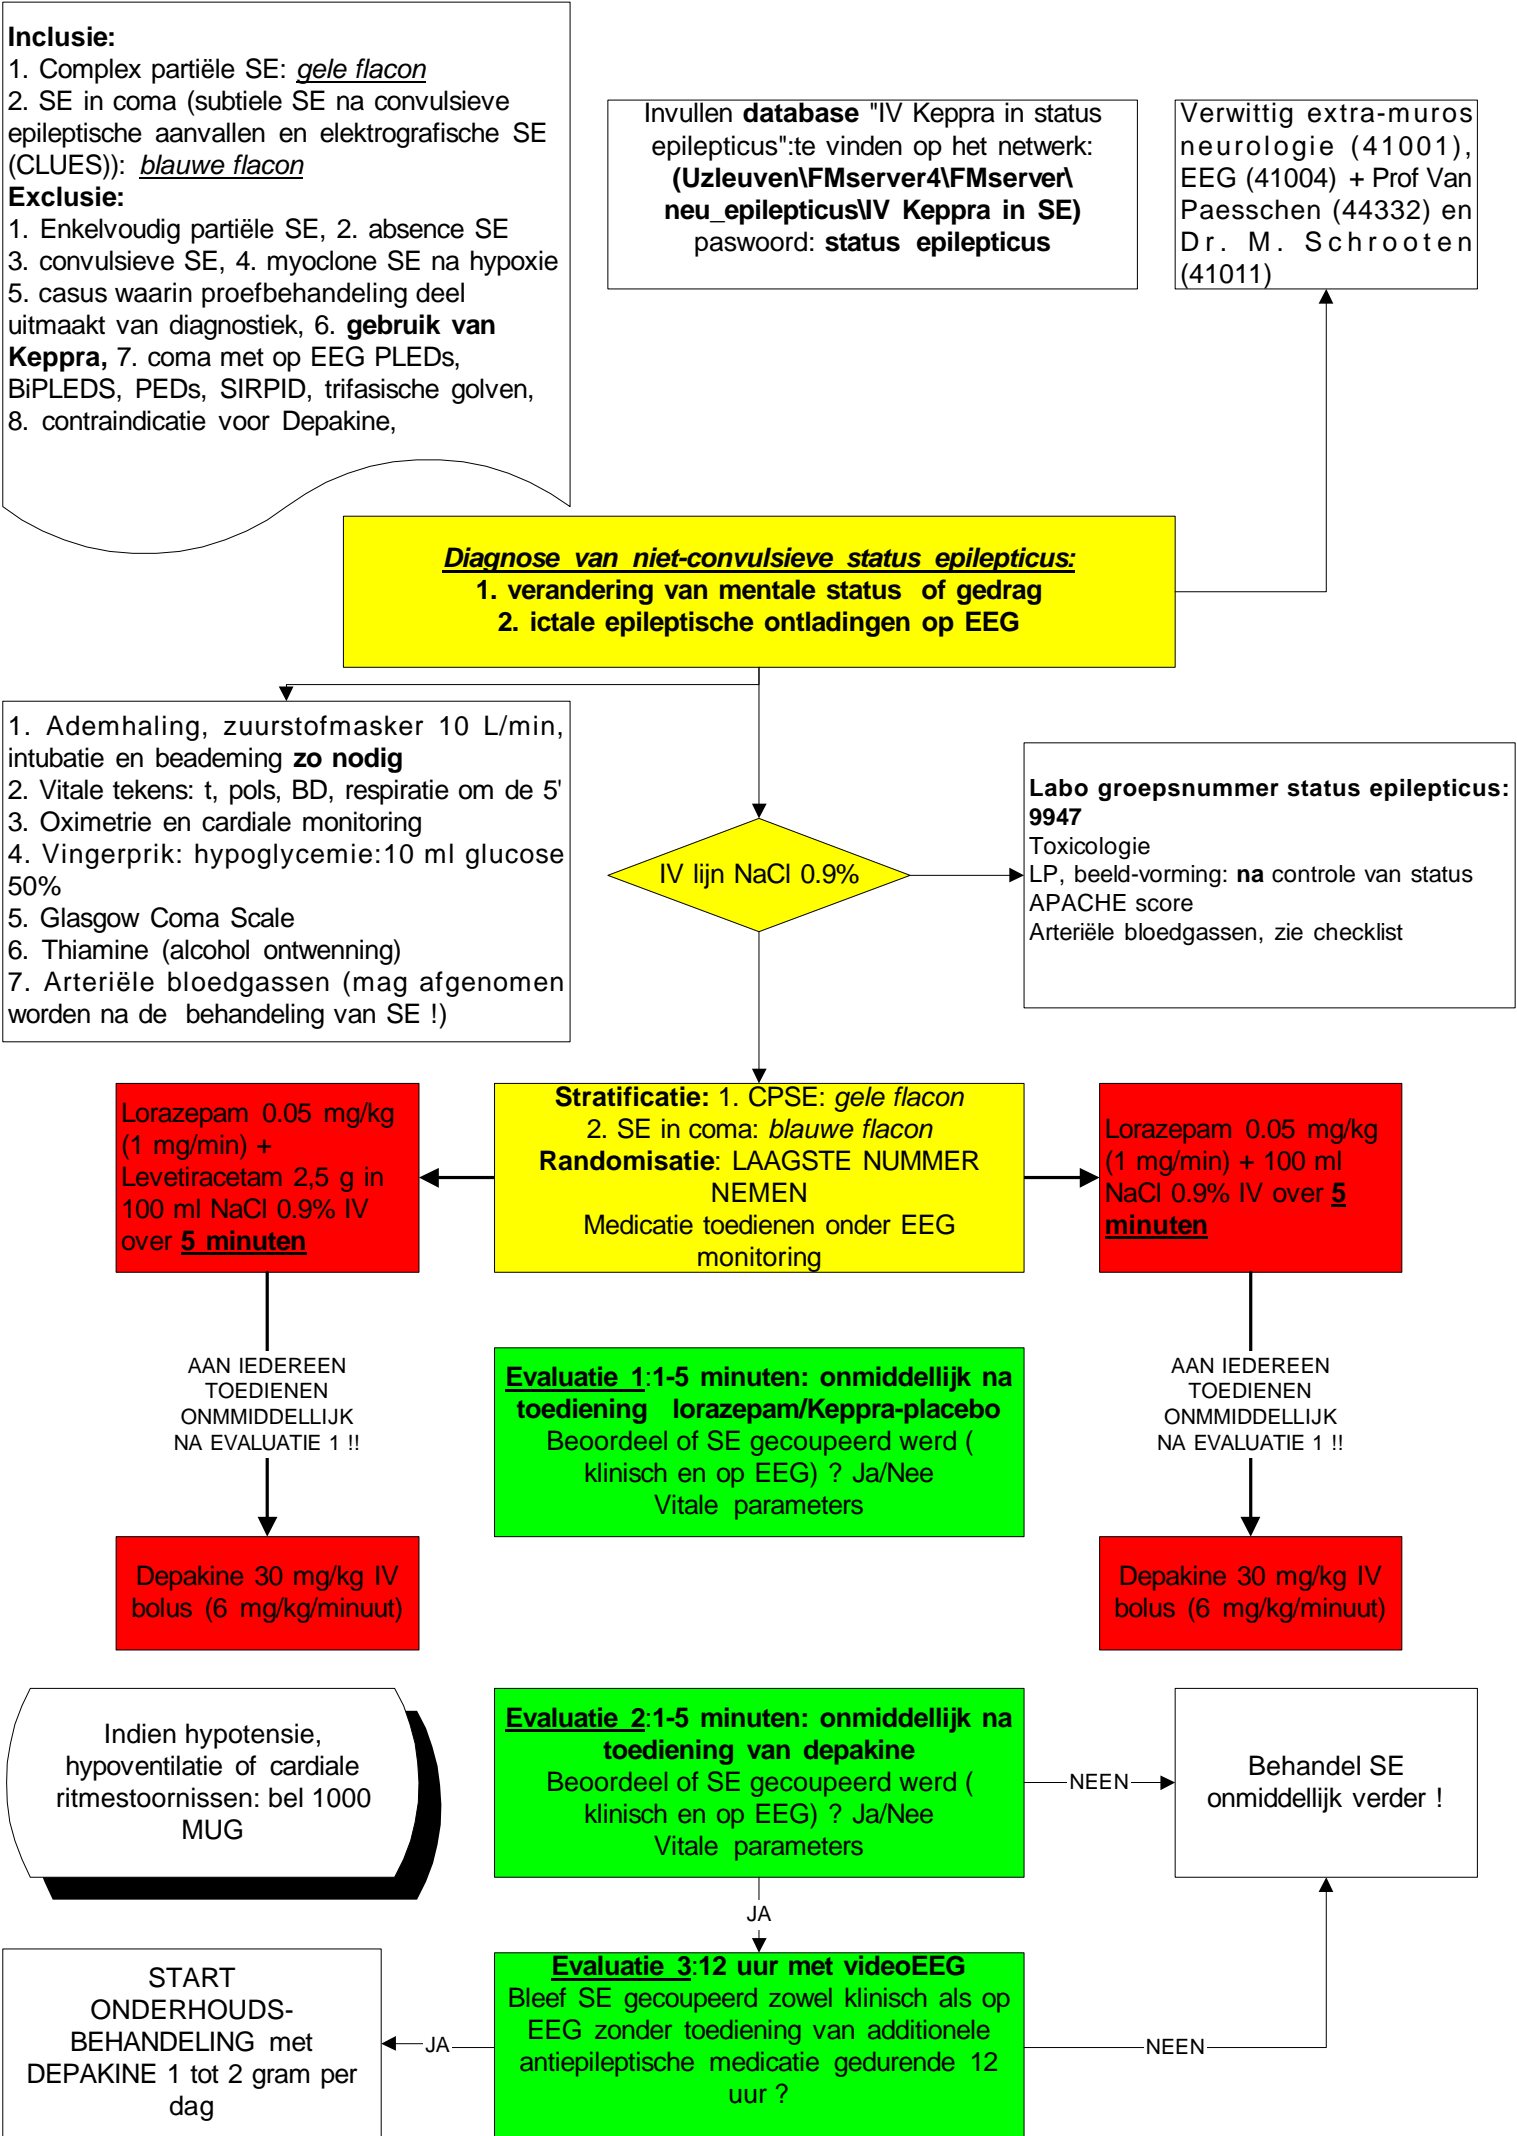 Inclusie:
1. Complex partiële SE: gele flacon
2. SE in coma (subtiele SE na convulsieve
epileptische aanvallen en elektrografische SE
(CLUES)): blauwe flacon
Exclusie:
1. Enkelvoudig partiële SE, 2. absence SE
3. convulsieve SE, 4. myoclone SE na hypoxie
5. casus waarin proefbehandeling deel
uitmaakt van diagnostiek, 6. gebruik van
Keppra, 7. coma met op EEG PLEDs,
BiPLEDS, PEDs, SIRPID, trifasische golven,
8. contraindicatie voor Depakine,
Invullen database "IV Keppra in status
epilepticus":te vinden op het netwerk:
(Uzleuven\FMserver4\FMserver\
neu_epilepticus\IV Keppra in SE)
paswoord: status epilepticus
Verwittig extra-muros
neurologie (41001),
EEG (41004) + Prof Van
Paesschen (44332) en
Dr. M. Schrooten
(41011)
Diagnose van niet-convulsieve status epilepticus:
1. verandering van mentale status of gedrag
2. ictale epileptische ontladingen op EEG
1. Ademhaling, zuurstofmasker 10 L/min,
intubatie en beademing zo nodig
2. Vitale tekens: t, pols, BD, respiratie om de 5'
3. Oximetrie en cardiale monitoring
4. Vingerprik: hypoglycemie:10 ml glucose
50%
5. Glasgow Coma Scale
6. Thiamine (alcohol ontwenning)
7. Arteriële bloedgassen (mag afgenomen
worden na de behandeling van SE !)
IV lijn NaCl 0.9%
Labo groepsnummer status epilepticus:
9947
Toxicologie
LP, beeld-vorming: na controle van status
APACHE score
Arteriële bloedgassen, zie checklist
Lorazepam 0.05 mg/kg
(1 mg/min) +
Levetiracetam 2,5 g in
100 ml NaCl 0.9% IV
over 5 minuten
Stratificatie: 1. CPSE: gele flacon
2. SE in coma: blauwe flacon
Randomisatie: LAAGSTE NUMMER
NEMEN
Medicatie toedienen onder EEG
monitoring
Lorazepam 0.05 mg/kg
(1 mg/min) + 100 ml
NaCl 0.9% IV over 5
minuten
AAN IEDEREEN
TOEDIENEN
ONMMIDDELLIJK
NA EVALUATIE 1 !!
Evaluatie 1:1-5 minuten: onmiddellijk na
toediening lorazepam/Keppra-placebo
Beoordeel of SE gecoupeerd werd (
klinisch en op EEG) ? Ja/Nee
Vitale parameters
AAN IEDEREEN
TOEDIENEN
ONMMIDDELLIJK
NA EVALUATIE 1 !!
Depakine 30 mg/kg IV
bolus (6 mg/kg/minuut)
Depakine 30 mg/kg IV
bolus (6 mg/kg/minuut)
Indien hypotensie,
hypoventilatie of cardiale
ritmestoornissen: bel 1000
MUG
Evaluatie 2:1-5 minuten: onmiddellijk na
toediening van depakine
Beoordeel of SE gecoupeerd werd (
klinisch en op EEG) ? Ja/Nee
Vitale parameters
NEEN
Behandel SE
onmiddellijk verder !
JA
START
ONDERHOUDS-
BEHANDELING met
DEPAKINE 1 tot 2 gram per
dag
JA
Evaluatie 3:12 uur met videoEEG
Bleef SE gecoupeerd zowel klinisch als op
EEG zonder toediening van additionele
antiepileptische medicatie gedurende 12
uur ?
NEEN